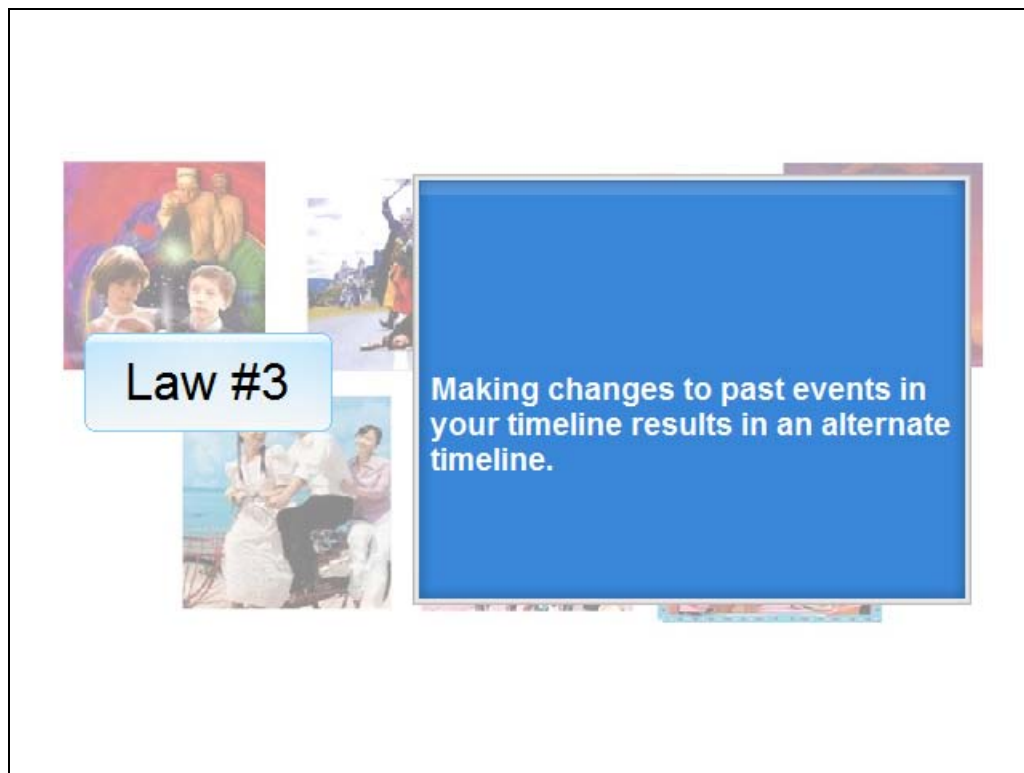 Law #3
Making changes to past events in
your timeline results in an alternate
timeline.